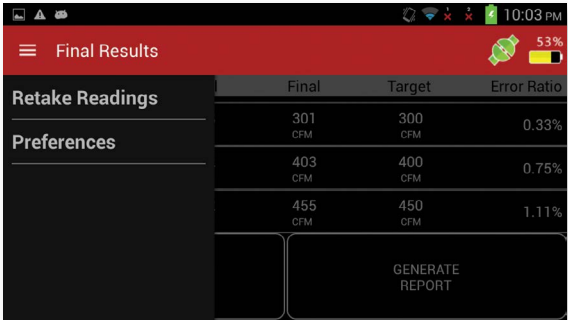 10:03 PM
Final Results
53%
Retake Readings
Preferences
Final Target Error Ratio
301 CFM 300 CFM 0.33%
403 CFM 400 CFM 0.75%
455 CFM 450 CFM 1.11%
GENERATE
REPORT